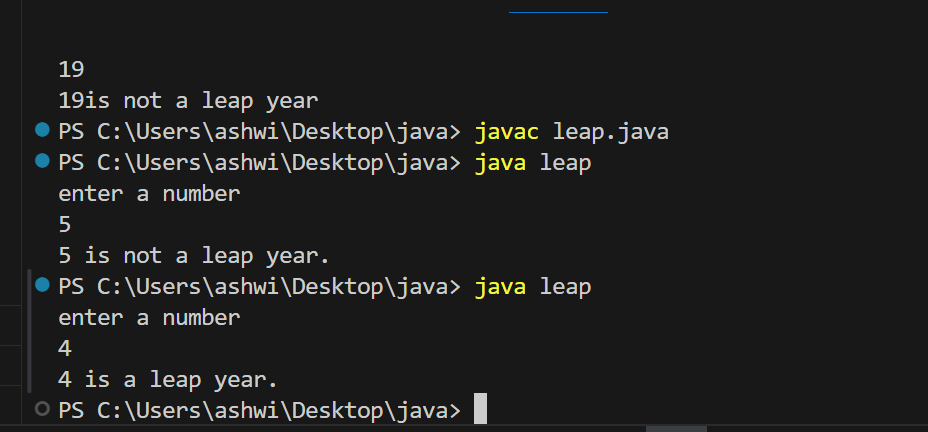 19
19is not a leap year
PS C:\Users\ashwi\Desktop\java> javac leap.java
PS C:\Users\ashwi\Desktop\java> java leap
enter a number
5
5 is not a leap year.
PS C:\Users\ashwi\Desktop\java> java leap
enter a number
4
4 is a leap year.
PS C:\Users\ashwi\Desktop\java>